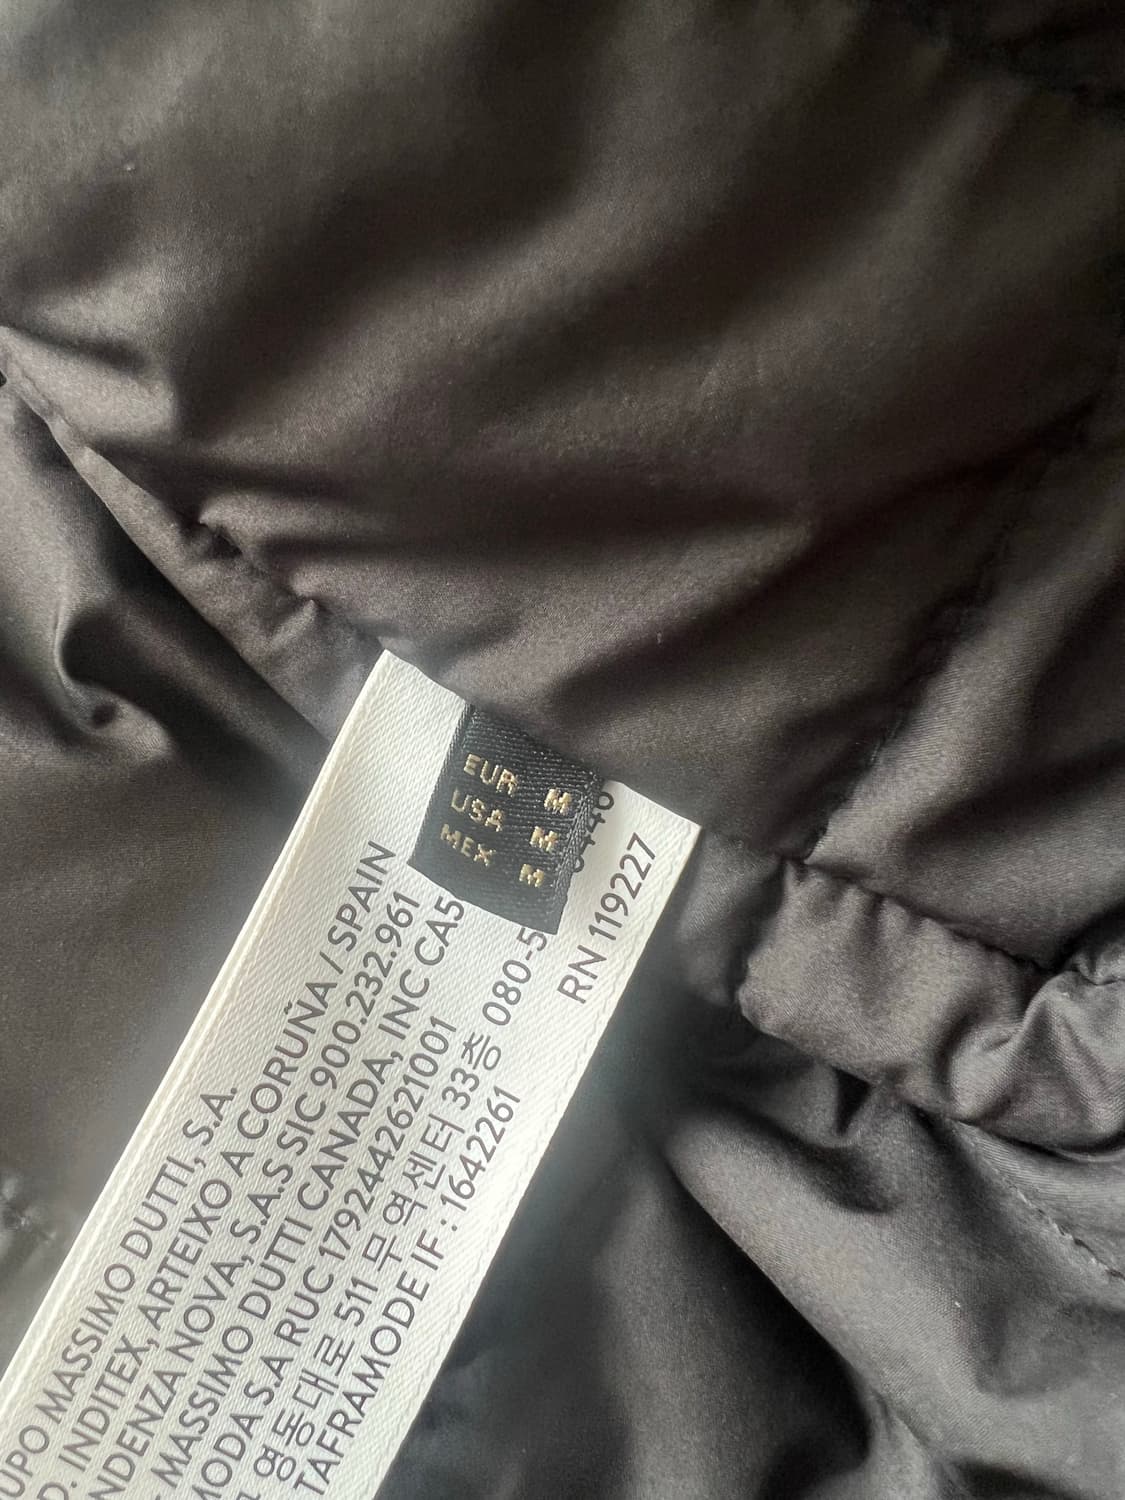 EUR M
USA M
MEX M
UPO MASSIMO DUTTI, S.A.
D. INDITEX, ARTEIXO A CORUÑA / SPAIN
NDENZA NOVA, S.A.S SIC 900.232.961
MASSIMO DUTTI CANADA, INC CA5
MODA S.A RUC 1792442621001
영동대로 511 무역센터 33층 080-5
TAFRAMODE IF : 1642261
RN 119227